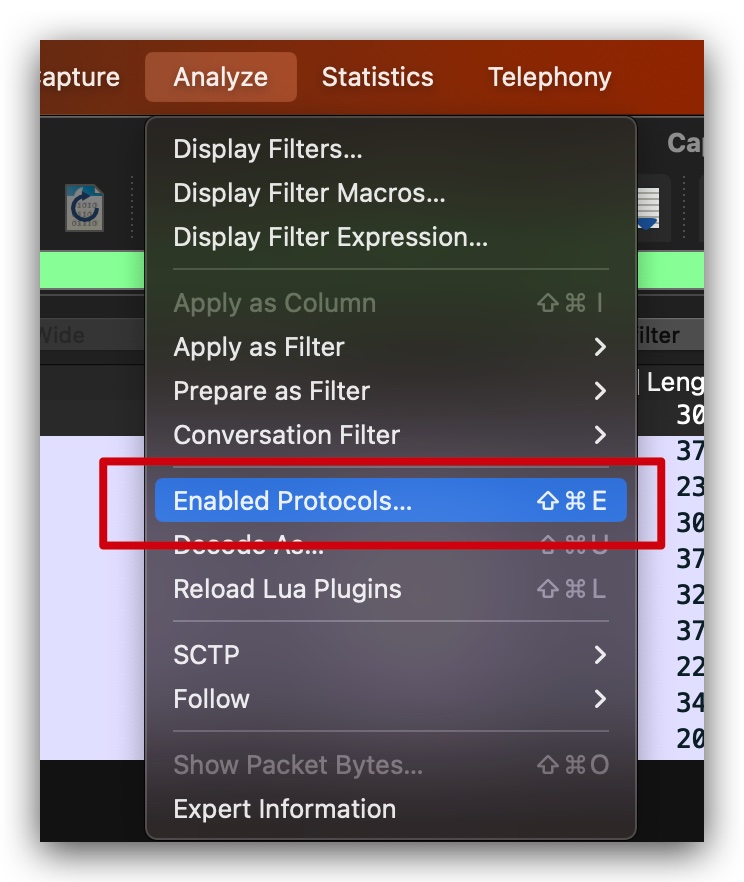 apture Analyze Statistics Telephony
Display Filters...
Cap
Display Filter Macros...
Display Filter Expression...
Apply as Column ⇧⌘I
Wide
ilter
Apply as Filter
Leng
Prepare as Filter
30
Conversation Filter
37
23
Enabled Protocols... ⇧⌘E
30
Decode As... ⇧⌘U
37
Reload Lua Plugins ⇧⌘L
32
37
SCTP
22
Follow
34
20
Show Packet Bytes... ⇧⌘O
Expert Information